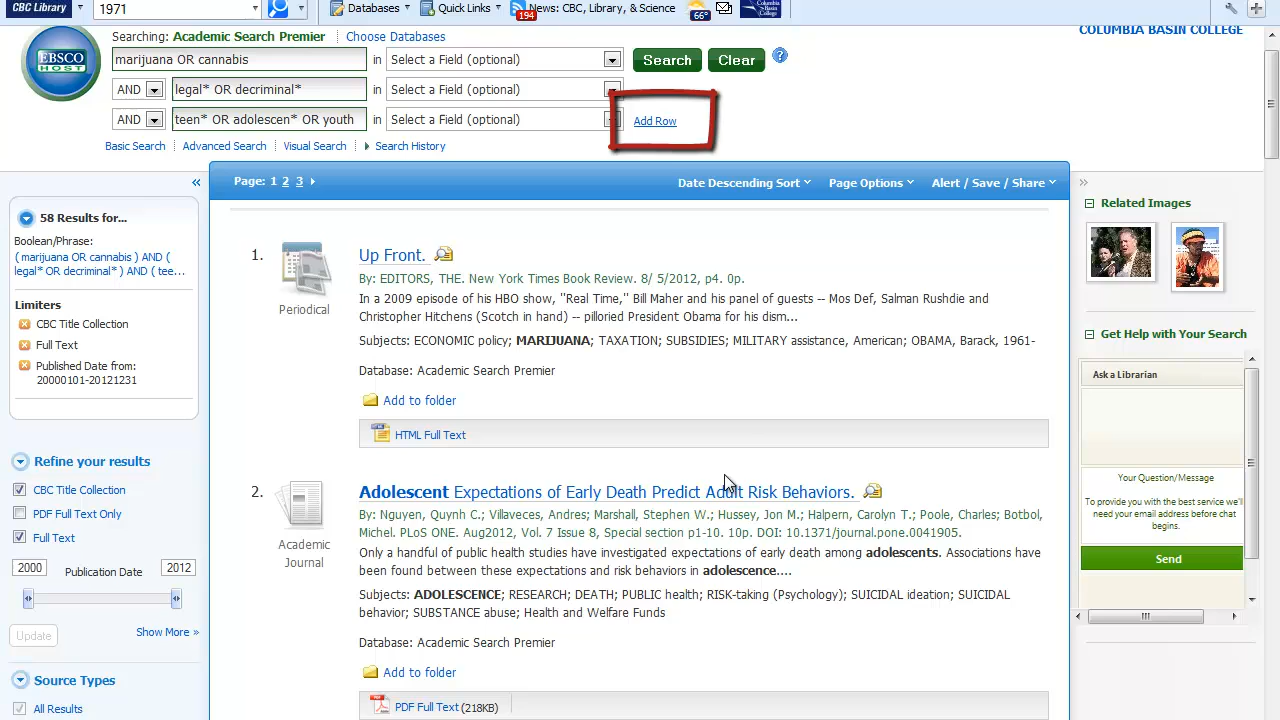 CBC Library 1971 Databases Quick Links News: CBC, Library, & Science 194 66° Columbia Basin College
Searching: Academic Search Premier Choose Databases COLUMBIA BASIN COLLEGE
EBSCO HOST
marijuana OR cannabis in Select a Field (optional) Search Clear ?
AND legal* OR decriminal* in Select a Field (optional)
AND teen* OR adolescen* OR youth in Select a Field (optional) Add Row
Basic Search Advanced Search Visual Search Search History
« Page: 1 2 3 Date Descending Sort Page Options Alert / Save / Share »
58 Results for...
Boolean/Phrase:
( marijuana OR cannabis ) AND (
legal* OR decriminal* ) AND ( tee...
Limiters
CBC Title Collection
Full Text
Published Date from:
20000101-20121231
Refine your results
CBC Title Collection
PDF Full Text Only
Full Text
2000 Publication Date 2012
Show More »
Update
Source Types
All Results
1. Up Front.
Periodical
By: EDITORS, THE. New York Times Book Review. 8/ 5/2012, p4. 0p.
In a 2009 episode of his HBO show, "Real Time," Bill Maher and his panel of guests -- Mos Def, Salman Rushdie and
Christopher Hitchens (Scotch in hand) -- pilloried President Obama for his dism...
Subjects: ECONOMIC policy; MARIJUANA; TAXATION; SUBSIDIES; MILITARY assistance, American; OBAMA, Barack, 1961-
Database: Academic Search Premier
Add to folder
HTML Full Text
2. Adolescent Expectations of Early Death Predict Adult Risk Behaviors.
Academic
Journal
By: Nguyen, Quynh C.; Villaveces, Andres; Marshall, Stephen W.; Hussey, Jon M.; Halpern, Carolyn T.; Poole, Charles; Botbol,
Michel. PLoS ONE. Aug2012, Vol. 7 Issue 8, Special section p1-10. 10p. DOI: 10.1371/journal.pone.0041905.
Only a handful of public health studies have investigated expectations of early death among adolescents. Associations have
been found between these expectations and risk behaviors in adolescence....
Subjects: ADOLESCENCE; RESEARCH; DEATH; PUBLIC health; RISK-taking (Psychology); SUICIDAL ideation; SUICIDAL
behavior; SUBSTANCE abuse; Health and Welfare Funds
Database: Academic Search Premier
Add to folder
PDF Full Text (218KB)
Related Images
Get Help with Your Search
Ask a Librarian
Your Question/Message
To provide you with the best service we'll
need your email address before chat
begins.
Send